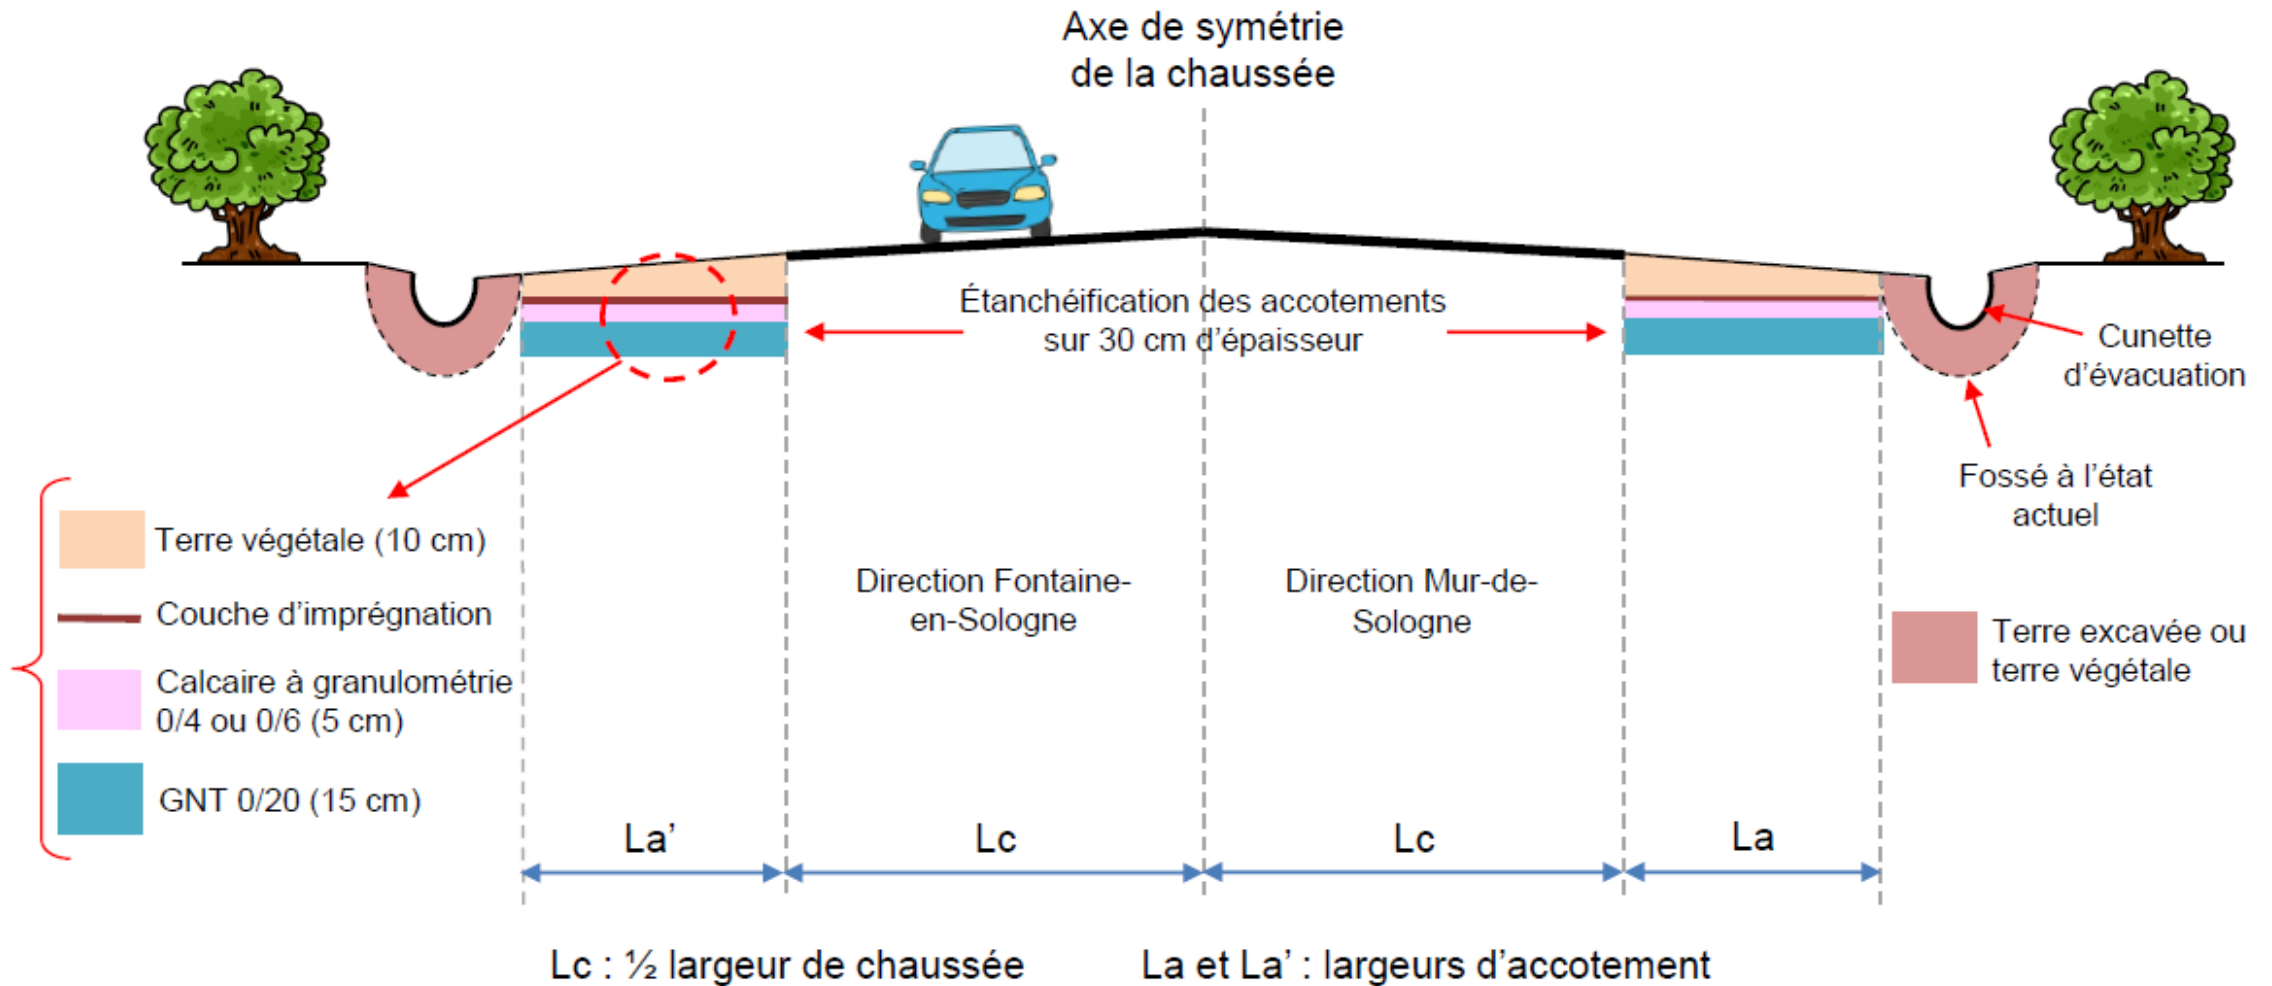 Axe de symétrie
de la chaussée
Étanchéification des accotements
sur 30 cm d’épaisseur
Cunette
d’évacuation
Fossé à l’état
actuel
Terre végétale (10 cm)
Couche d’imprégnation
Calcaire à granulométrie
0/4 ou 0/6 (5 cm)
GNT 0/20 (15 cm)
Direction Fontaine-
en-Sologne
Direction Mur-de-
Sologne
Terre excavée ou
terre végétale
La’
Lc
Lc
La
Lc : ½ largeur de chaussée
La et La’ : largeurs d’accotement